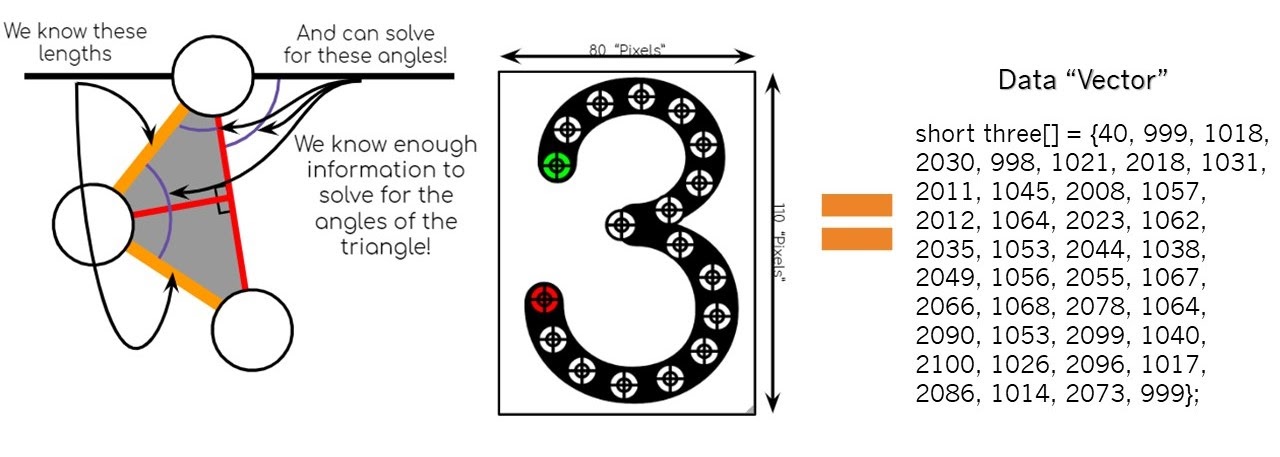 We know these
lengths
And can solve
for these angles!
We know enough
information to
solve for the
angles of the
triangle!
80 "Pixels"
110 "Pixels"
Data “Vector”
short three[] = {40, 999, 1018,
2030, 998, 1021, 2018, 1031,
2011, 1045, 2008, 1057,
2012, 1064, 2023, 1062,
2035, 1053, 2044, 1038,
2049, 1056, 2055, 1067,
2066, 1068, 2078, 1064,
2090, 1053, 2099, 1040,
2100, 1026, 2096, 1017,
2086, 1014, 2073, 999};